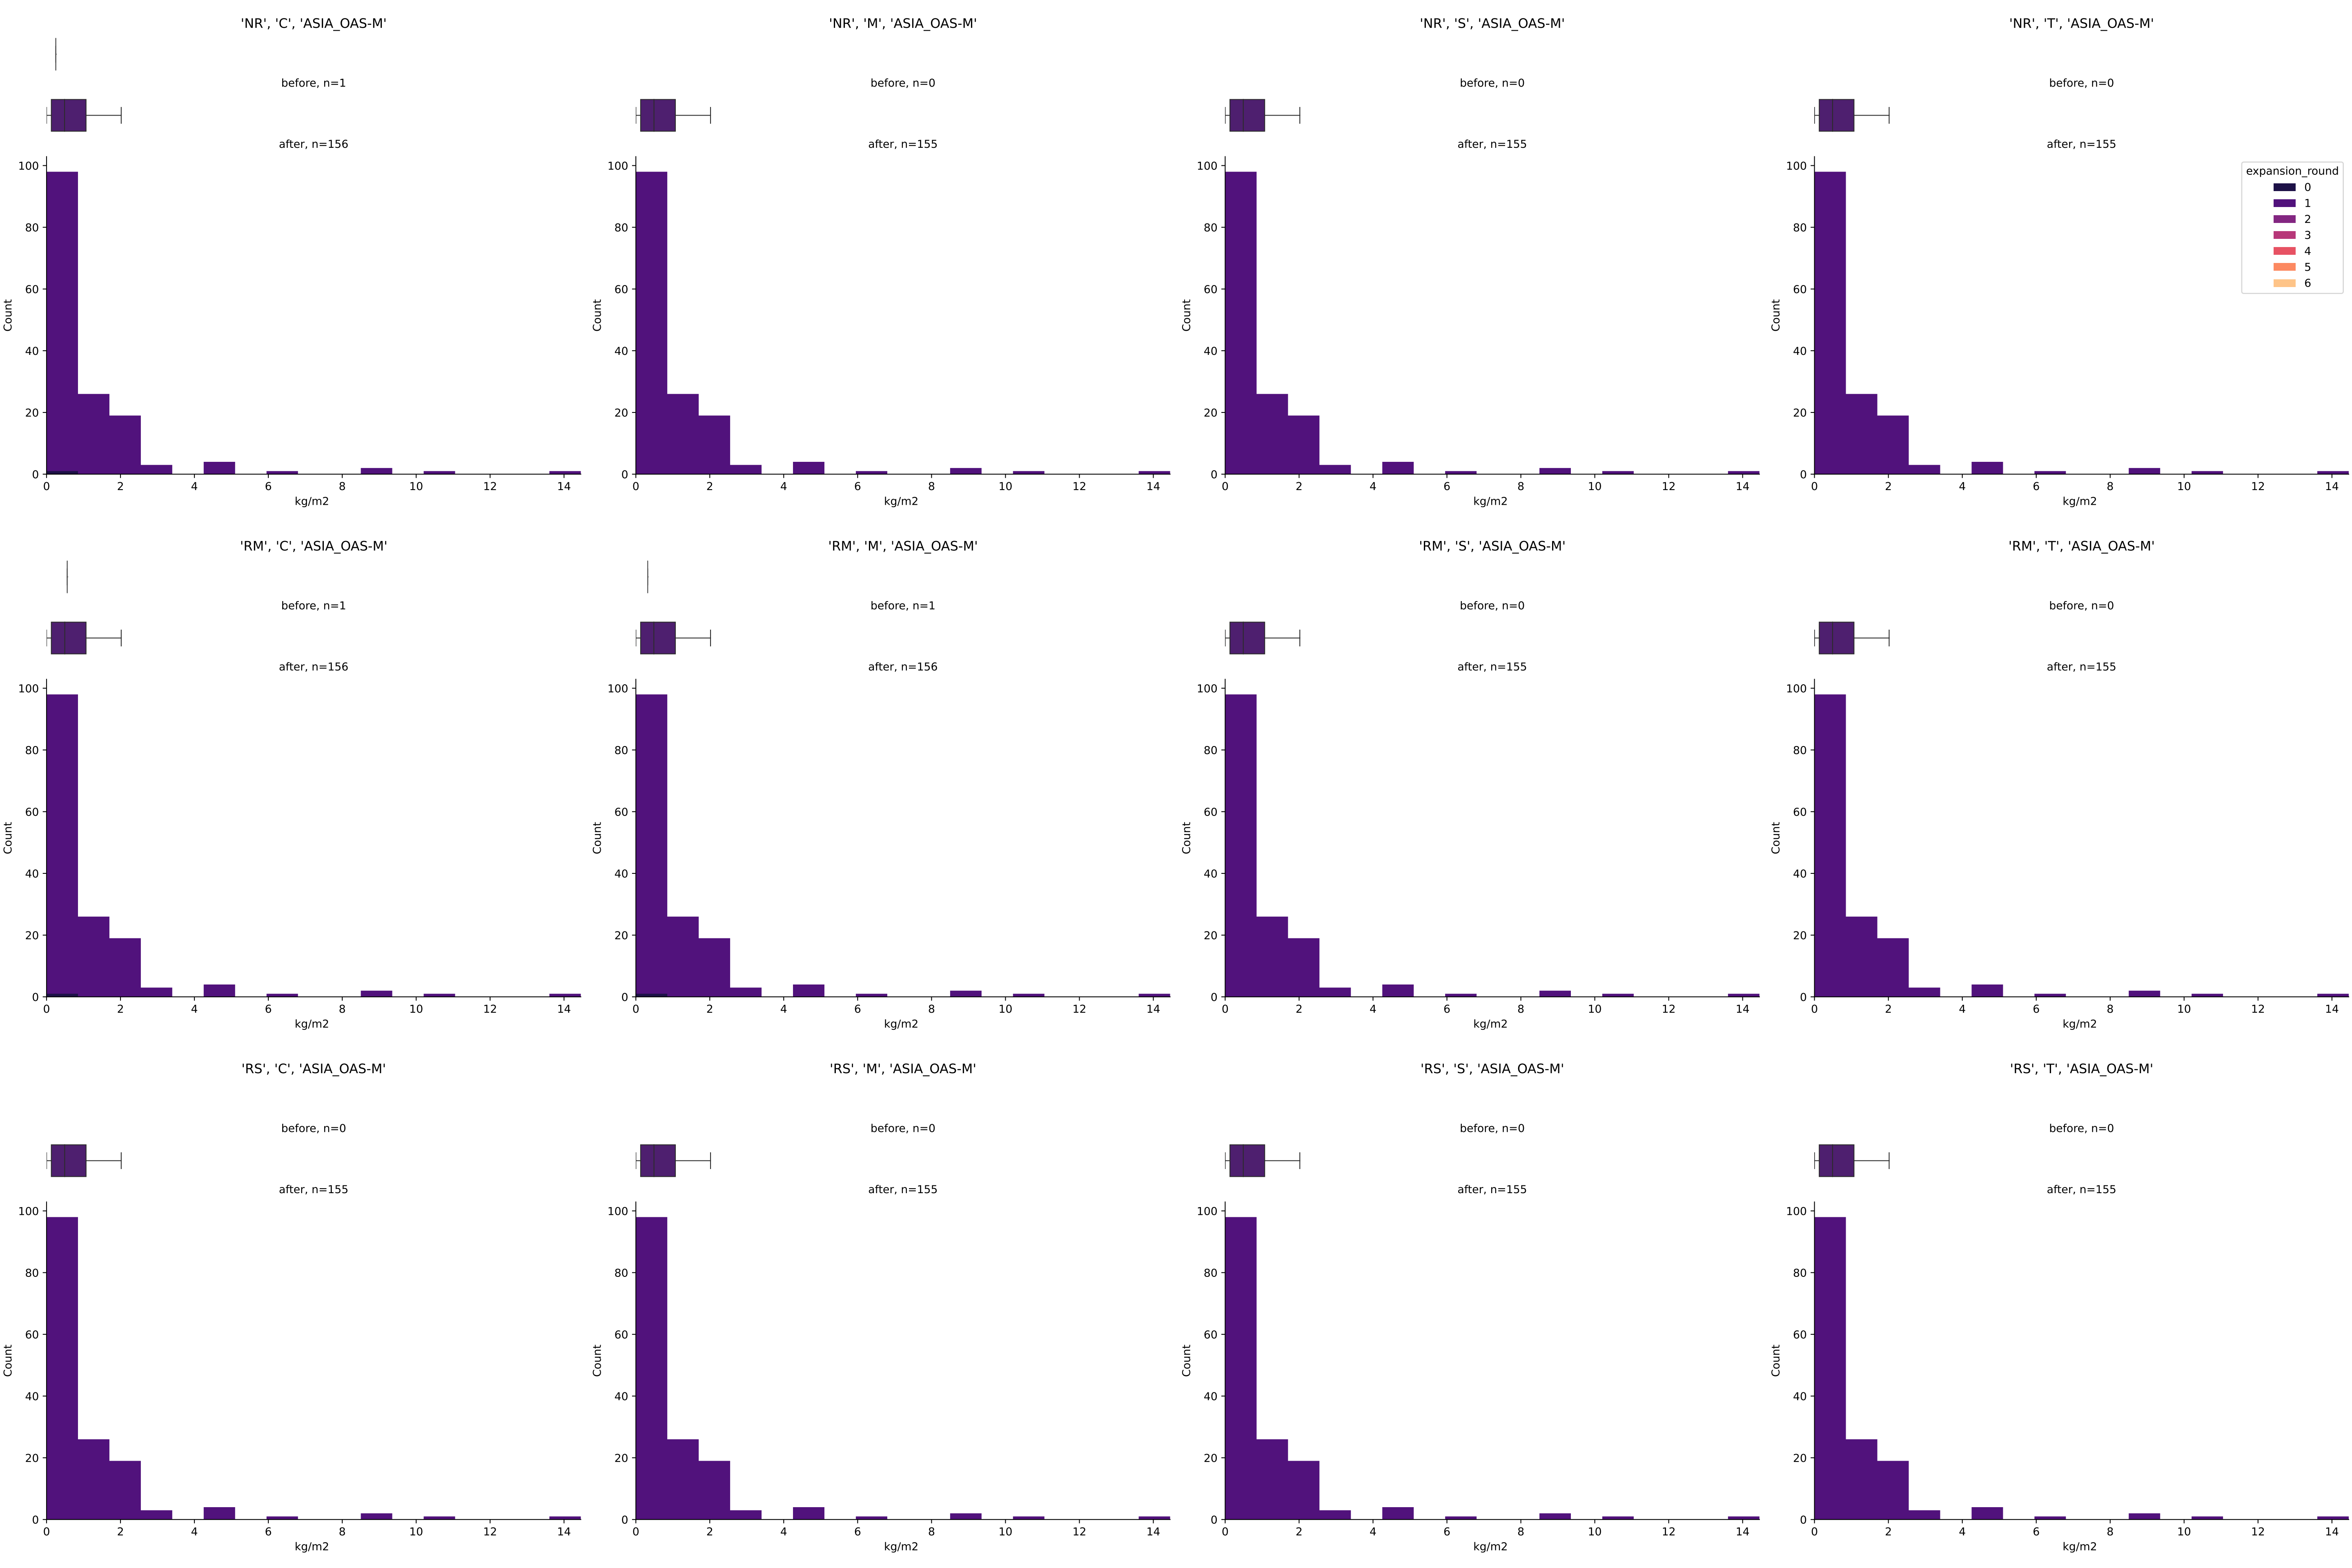 'NR', 'C', 'ASIA_OAS-M'
before, n=1
after, n=156
100
80
60
40
20
0
Count
0 2 4 6 8 10 12 14
kg/m2
'NR', 'M', 'ASIA_OAS-M'
before, n=0
after, n=155
100
80
60
40
20
0
Count
0 2 4 6 8 10 12 14
kg/m2
'NR', 'S', 'ASIA_OAS-M'
before, n=0
after, n=155
100
80
60
40
20
0
Count
0 2 4 6 8 10 12 14
kg/m2
'NR', 'T', 'ASIA_OAS-M'
before, n=0
after, n=155
100
80
60
40
20
0
Count
0 2 4 6 8 10 12 14
kg/m2
expansion_round
0
1
2
3
4
5
6
'RM', 'C', 'ASIA_OAS-M'
before, n=1
after, n=156
100
80
60
40
20
0
Count
0 2 4 6 8 10 12 14
kg/m2
'RM', 'M', 'ASIA_OAS-M'
before, n=1
after, n=156
100
80
60
40
20
0
Count
0 2 4 6 8 10 12 14
kg/m2
'RM', 'S', 'ASIA_OAS-M'
before, n=0
after, n=155
100
80
60
40
20
0
Count
0 2 4 6 8 10 12 14
kg/m2
'RM', 'T', 'ASIA_OAS-M'
before, n=0
after, n=155
100
80
60
40
20
0
Count
0 2 4 6 8 10 12 14
kg/m2
'RS', 'C', 'ASIA_OAS-M'
before, n=0
after, n=155
100
80
60
40
20
0
Count
0 2 4 6 8 10 12 14
kg/m2
'RS', 'M', 'ASIA_OAS-M'
before, n=0
after, n=155
100
80
60
40
20
0
Count
0 2 4 6 8 10 12 14
kg/m2
'RS', 'S', 'ASIA_OAS-M'
before, n=0
after, n=155
100
80
60
40
20
0
Count
0 2 4 6 8 10 12 14
kg/m2
'RS', 'T', 'ASIA_OAS-M'
before, n=0
after, n=155
100
80
60
40
20
0
Count
0 2 4 6 8 10 12 14
kg/m2